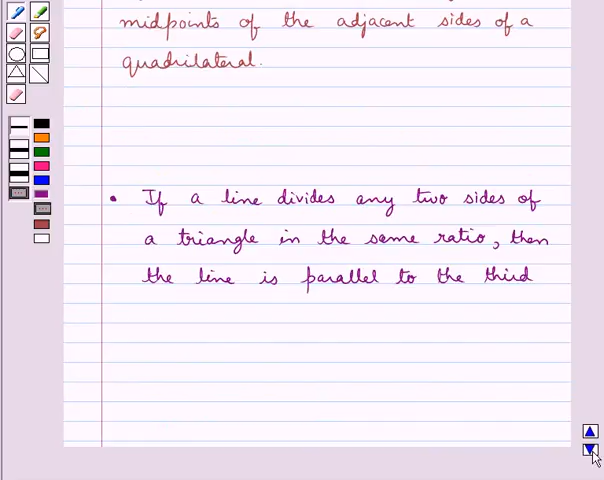 midpoints of the adjacent sides of a
quadrilateral.
• If a line divides any two sides of
a triangle in the same ratio, then
the line is parallel to the third